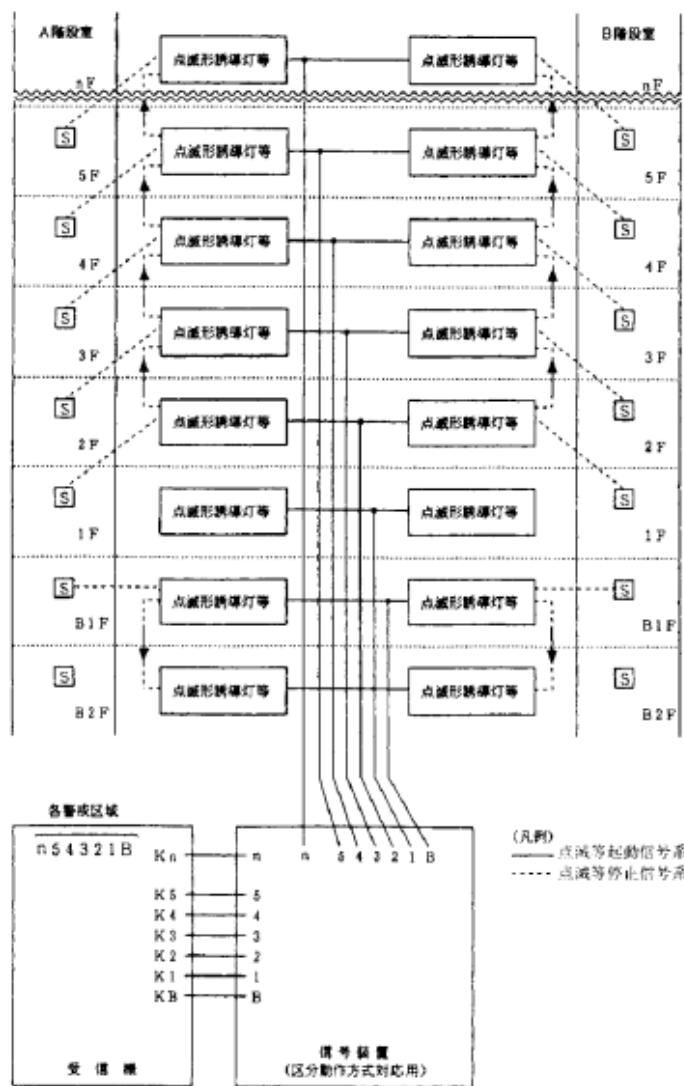 A階段室
B階段室
点滅形誘導灯等
点滅形誘導灯等
nF
nF
S
点滅形誘導灯等
点滅形誘導灯等
S
5F
5F
S
点滅形誘導灯等
点滅形誘導灯等
S
4F
4F
S
点滅形誘導灯等
点滅形誘導灯等
S
3F
3F
S
点滅形誘導灯等
点滅形誘導灯等
S
2F
2F
S
点滅形誘導灯等
点滅形誘導灯等
S
1F
1F
S
点滅形誘導灯等
点滅形誘導灯等
S
B1F
B1F
S
点滅形誘導灯等
点滅形誘導灯等
S
B2F
B2F
各警戒区域
n54321B
n 5 4 3 2 1 B
(凡例)
点滅等起動信号系
点滅等停止信号系
Kn n
K5 5
K4 4
K3 3
K2 2
K1 1
KB B
受信機
信号装置
(区分動作方式対応用)